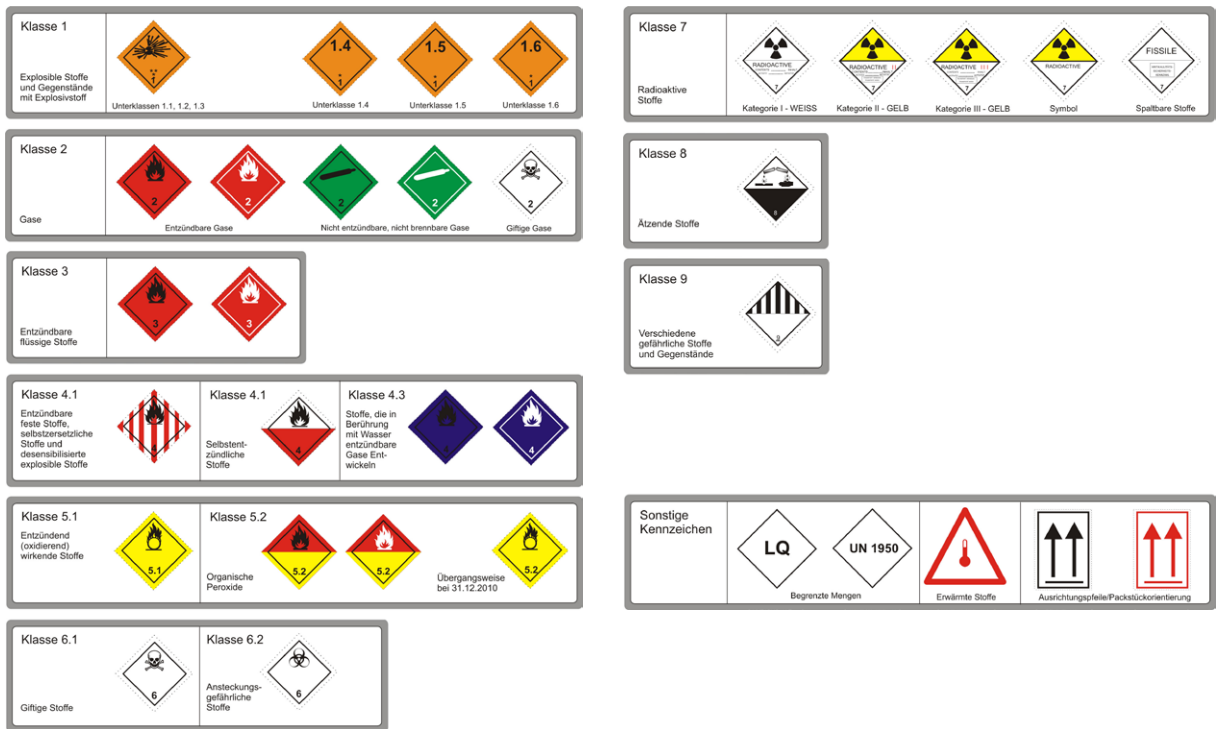 Klasse 1
Explosible Stoffe
und Gegenstände
mit Explosivstoff
1
Unterklassen 1.1, 1.2, 1.3
1.4
1
Unterklasse 1.4
1.5
1
Unterklasse 1.5
1.6
1
Unterklasse 1.6
Klasse 2
Gase
2
2
Entzündbare Gase
2
2
Nicht entzündbare, nicht brennbare Gase
2
Giftige Gase
Klasse 3
Entzündbare
flüssige Stoffe
3
3
Klasse 4.1
Entzündbare
feste Stoffe,
selbstzersetzliche
Stoffe und
desensibilisierte
explosible Stoffe
4
Klasse 4.1
Selbstent-
zündliche
Stoffe
4
Klasse 4.3
Stoffe, die in
Berührung
mit Wasser
entzündbare
Gase Ent-
wickeln
4
4
Klasse 5.1
Entzündend
(oxidierend)
wirkende Stoffe
5.1
Klasse 5.2
Organische
Peroxide
5.2
5.2
Übergangsweise
bei 31.12.2010
5.2
Klasse 6.1
Giftige Stoffe
6
Klasse 6.2
Ansteckungs-
gefährliche
Stoffe
6
Klasse 7
Radioaktive
Stoffe
RADIOACTIVE I
7
Kategorie I - WEISS
RADIOACTIVE II
7
Kategorie II - GELB
RADIOACTIVE III
7
Kategorie III - GELB
RADIOACTIVE
7
Symbol
FISSILE
7
Spaltbare Stoffe
Klasse 8
Ätzende Stoffe
8
Klasse 9
Verschiedene
gefährliche Stoffe
und Gegenstände
9
Sonstige
Kennzeichen
LQ
UN 1950
Begrenzte Mengen
Erwärmte Stoffe
Ausrichtungspfeile/Packstückorientierung